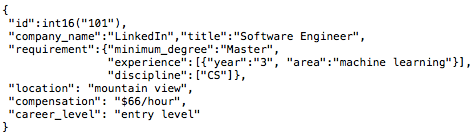 {
"id":int16("101"),
"company_name":"LinkedIn","title":"Software Engineer",
"requirement":{"minimum_degree":"Master",
"experience":[{"year":"3", "area":"machine learning"}],
"discipline":["CS"]},
"location": "mountain view",
"compensation": "$66/hour",
"career_level": "entry level"
}